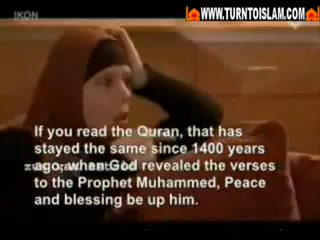 IKON
WWW.TURNTOISLAM.COM
If you read the Quran, that has
stayed the same since 1400 years
ago, when God revealed the verses
to the Prophet Muhammed, Peace
and blessing be up him.